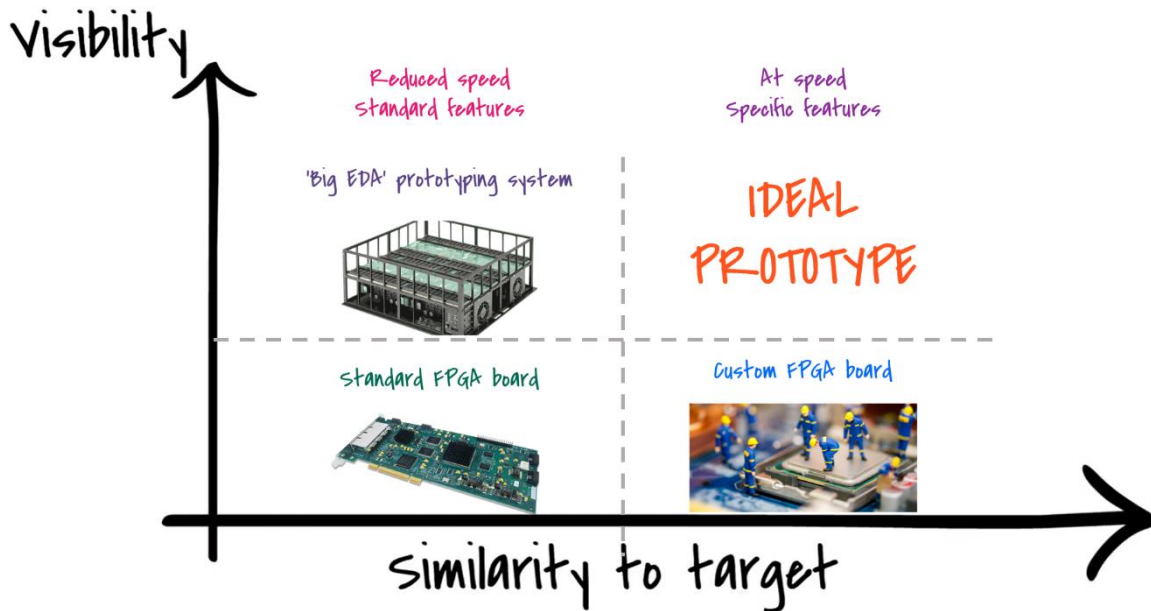 Visibility
Reduced speed
Standard features
At speed
Specific features
'Big EDA' prototyping system
IDEAL
PROTOTYPE
Standard FPGA board
Custom FPGA board
Similarity to target